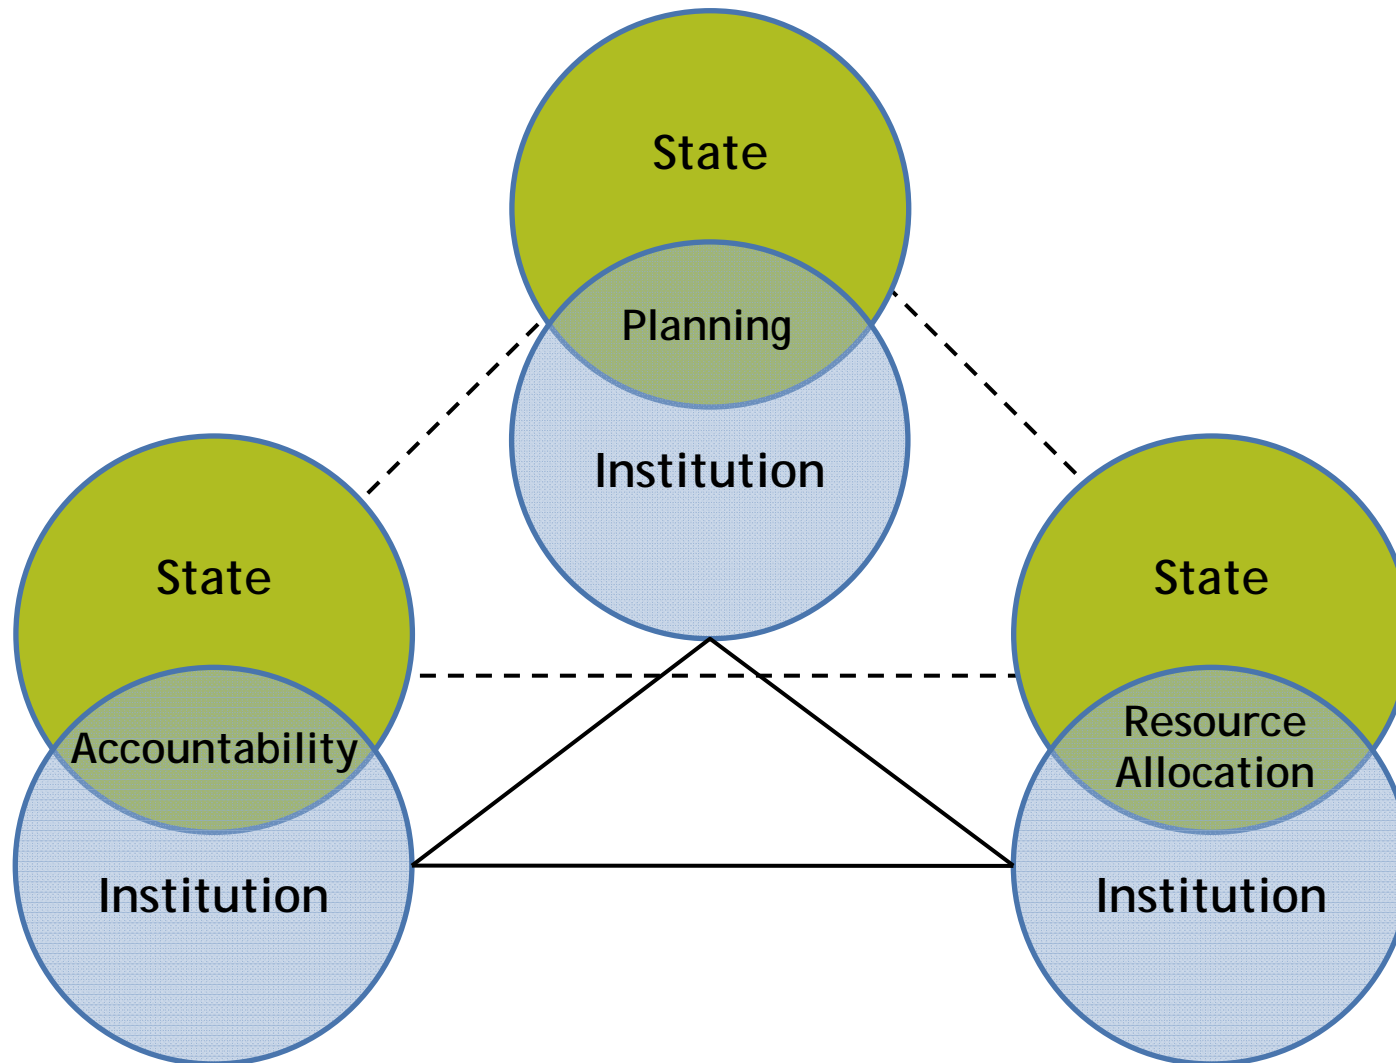 State
Planning
Institution
State
Accountability
Institution
State
Resource
Allocation
Institution